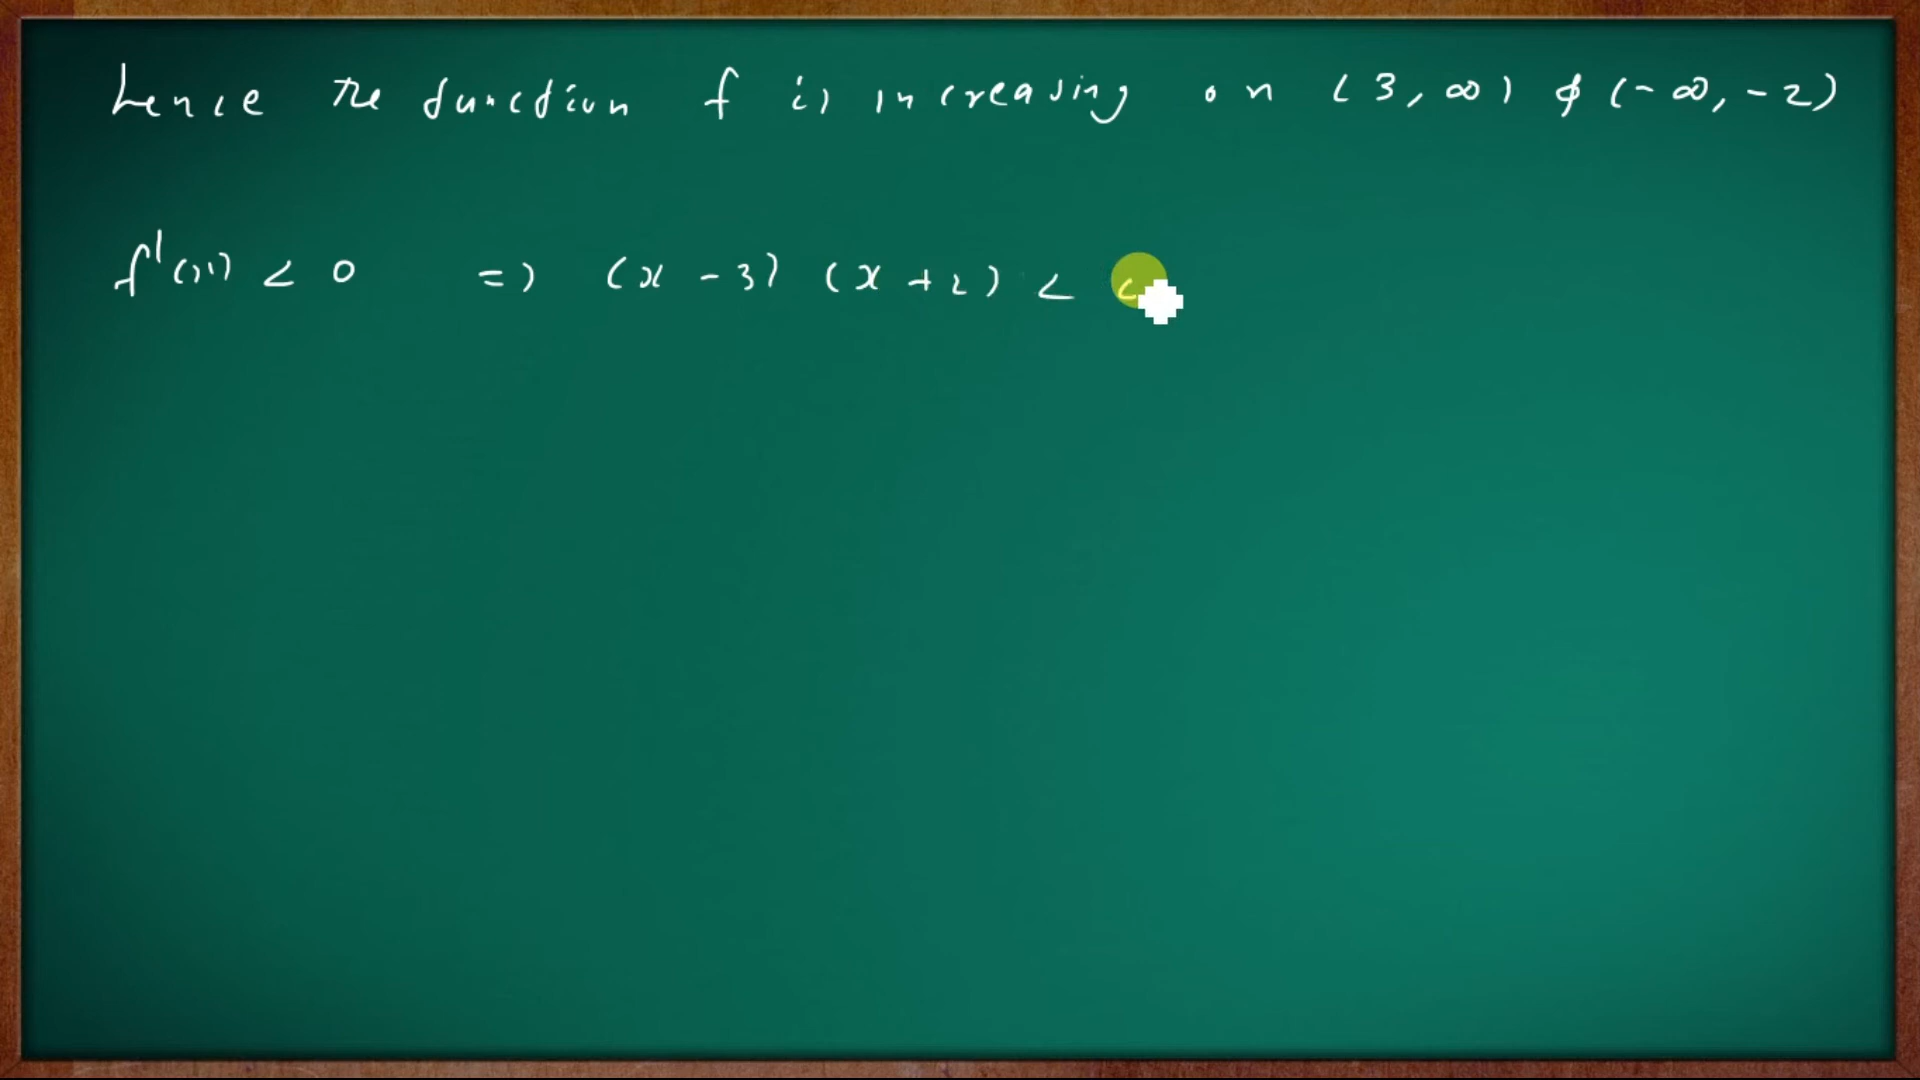 hence the function f is increasing on (3, ∞) & (-∞, -2)
f'(x) < 0 => (x - 3) (x + 2) <